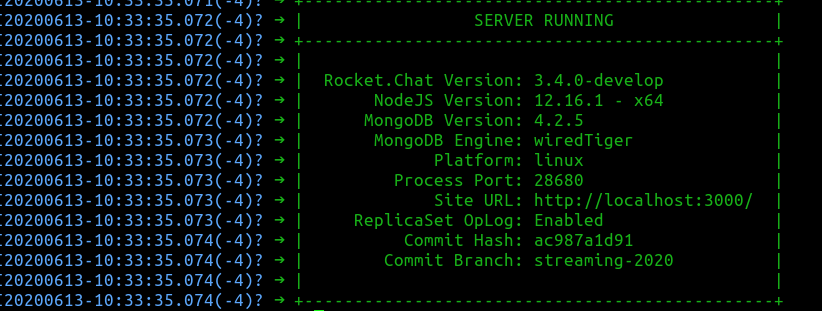 I20200613-10:33:35.071(-4)? ➔ +-----------------------------------------------+
I20200613-10:33:35.072(-4)? ➔ |                 SERVER RUNNING                |
I20200613-10:33:35.072(-4)? ➔ +-----------------------------------------------+
I20200613-10:33:35.072(-4)? ➔ |                                               |
I20200613-10:33:35.072(-4)? ➔ |  Rocket.Chat Version: 3.4.0-develop           |
I20200613-10:33:35.072(-4)? ➔ |       NodeJS Version: 12.16.1 - x64           |
I20200613-10:33:35.072(-4)? ➔ |      MongoDB Version: 4.2.5                   |
I20200613-10:33:35.073(-4)? ➔ |       MongoDB Engine: wiredTiger              |
I20200613-10:33:35.073(-4)? ➔ |             Platform: linux                   |
I20200613-10:33:35.073(-4)? ➔ |         Process Port: 28680                   |
I20200613-10:33:35.073(-4)? ➔ |             Site URL: http://localhost:3000/  |
I20200613-10:33:35.073(-4)? ➔ |     ReplicaSet OpLog: Enabled                 |
I20200613-10:33:35.074(-4)? ➔ |          Commit Hash: ac987a1d91              |
I20200613-10:33:35.074(-4)? ➔ |        Commit Branch: streaming-2020          |
I20200613-10:33:35.074(-4)? ➔ |                                               |
I20200613-10:33:35.074(-4)? ➔ +-----------------------------------------------+